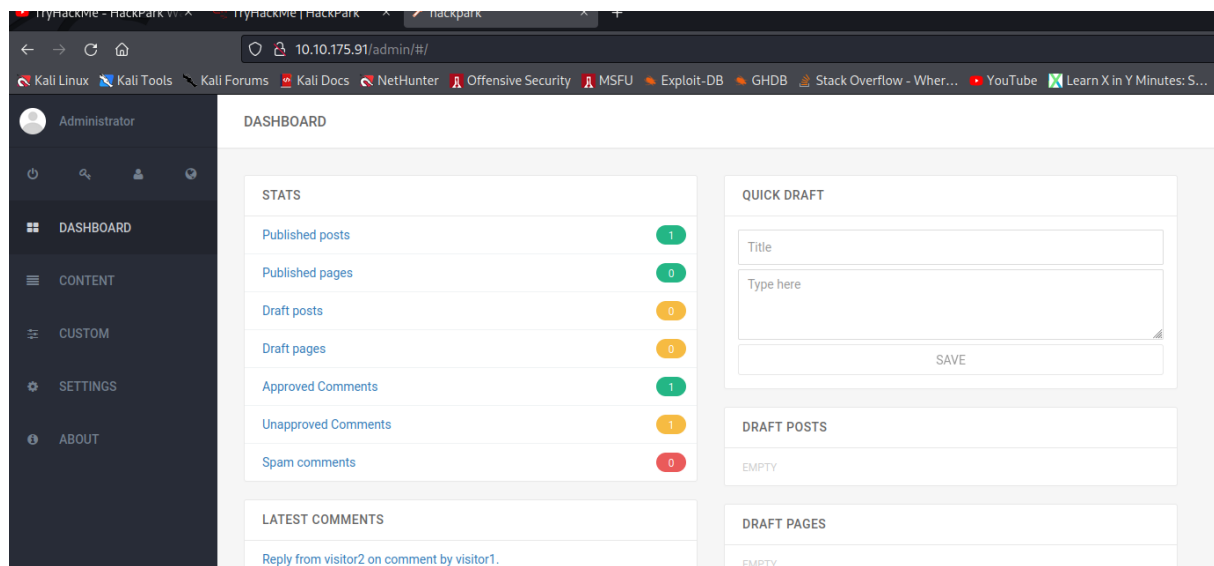 TryHackMe - HackPark W
TryHackMe | HackPark
hackpark
10.10.175.91/admin/#/
Kali Linux Kali Tools Kali Forums Kali Docs NetHunter Offensive Security MSFU Exploit-DB GHDB Stack Overflow - Wher... YouTube Learn X in Y Minutes: S...
Administrator
DASHBOARD
DASHBOARD
CONTENT
CUSTOM
SETTINGS
ABOUT
STATS
Published posts 1
Published pages 0
Draft posts 0
Draft pages 0
Approved Comments 1
Unapproved Comments 1
Spam comments 0
LATEST COMMENTS
Reply from visitor2 on comment by visitor1.
QUICK DRAFT
Title
Type here
SAVE
DRAFT POSTS
EMPTY
DRAFT PAGES
EMPTY